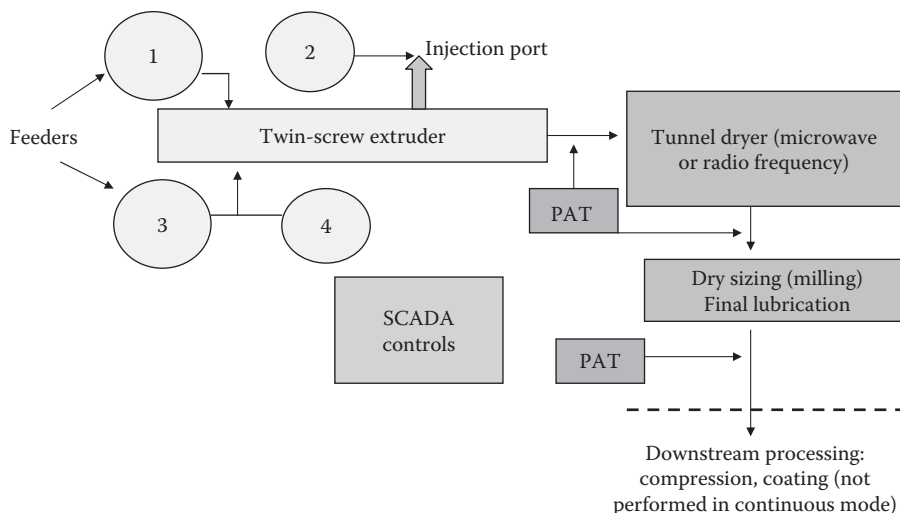 1
2
Injection port
Feeders
Twin-screw extruder
Tunnel dryer (microwave
or radio frequency)
3
4
PAT
Dry sizing (milling)
Final lubrication
SCADA
controls
PAT
Downstream processing:
compression, coating (not
performed in continuous mode)